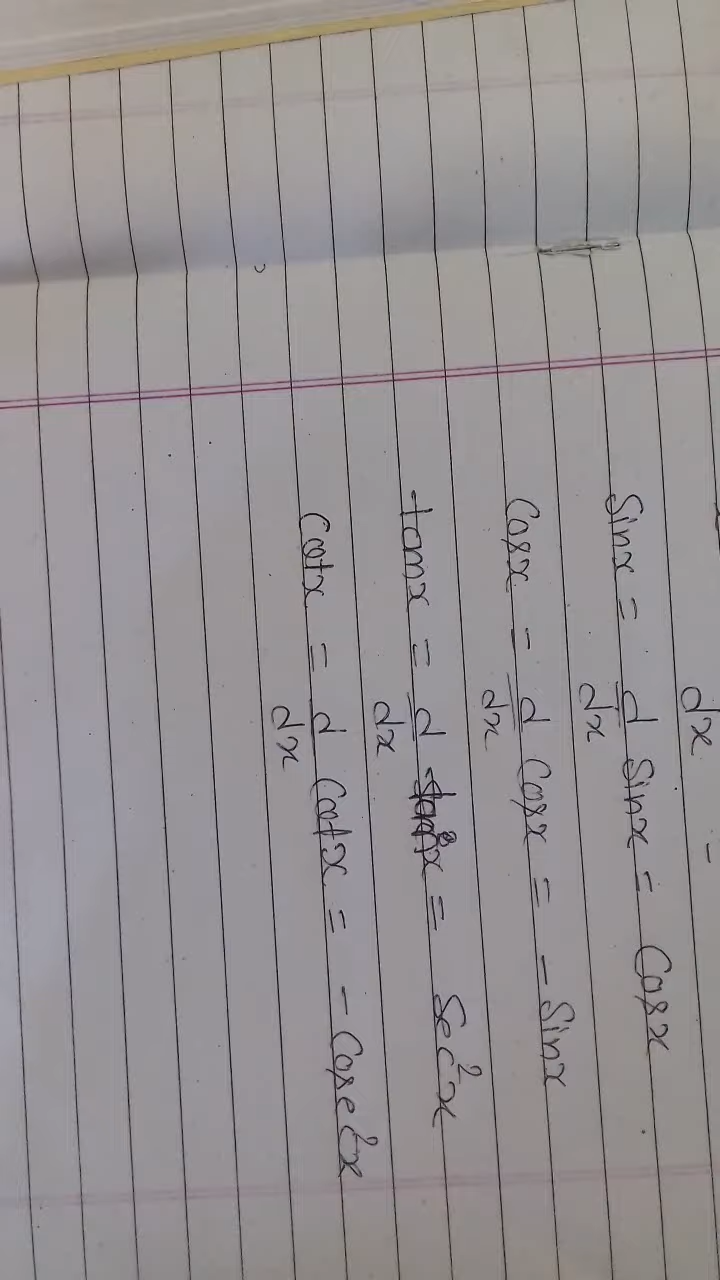 dx
Sinx = d/dx Sinx = Cosx
Cosx = d/dx Cosx = - Sinx
tanx = d/dx tanx = Sec²x
Cotx = d/dx Cotx = - Cosec²x